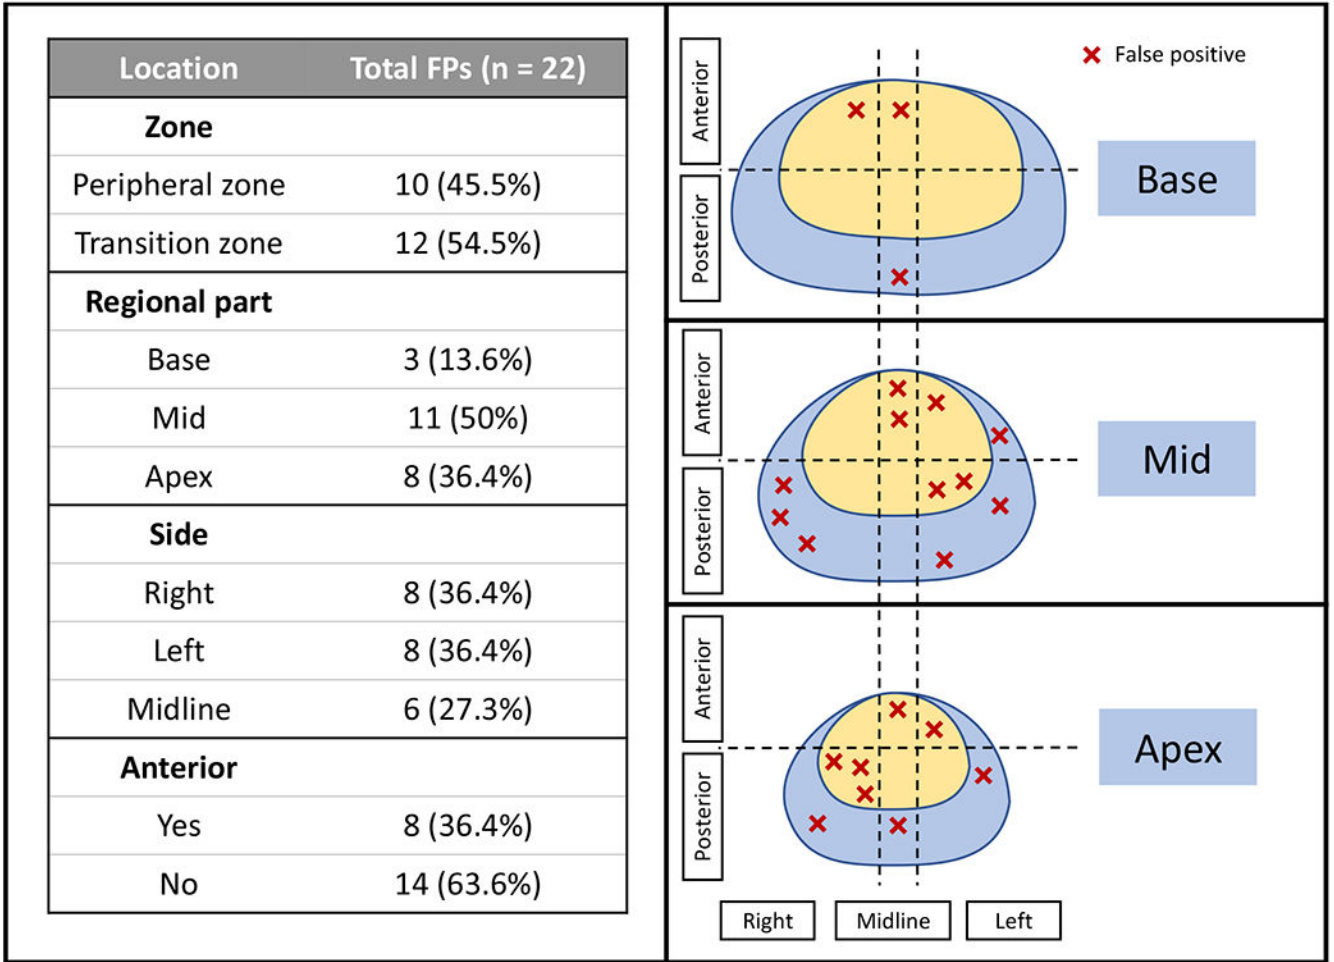 Location Total FPs (n = 22)
Zone
Peripheral zone 10 (45.5%)
Transition zone 12 (54.5%)
Regional part
Base 3 (13.6%)
Mid 11 (50%)
Apex 8 (36.4%)
Side
Right 8 (36.4%)
Left 8 (36.4%)
Midline 6 (27.3%)
Anterior
Yes 8 (36.4%)
No 14 (63.6%)
False positive
Anterior
Posterior
Base
Anterior
Posterior
Mid
Anterior
Posterior
Apex
Right Midline Left